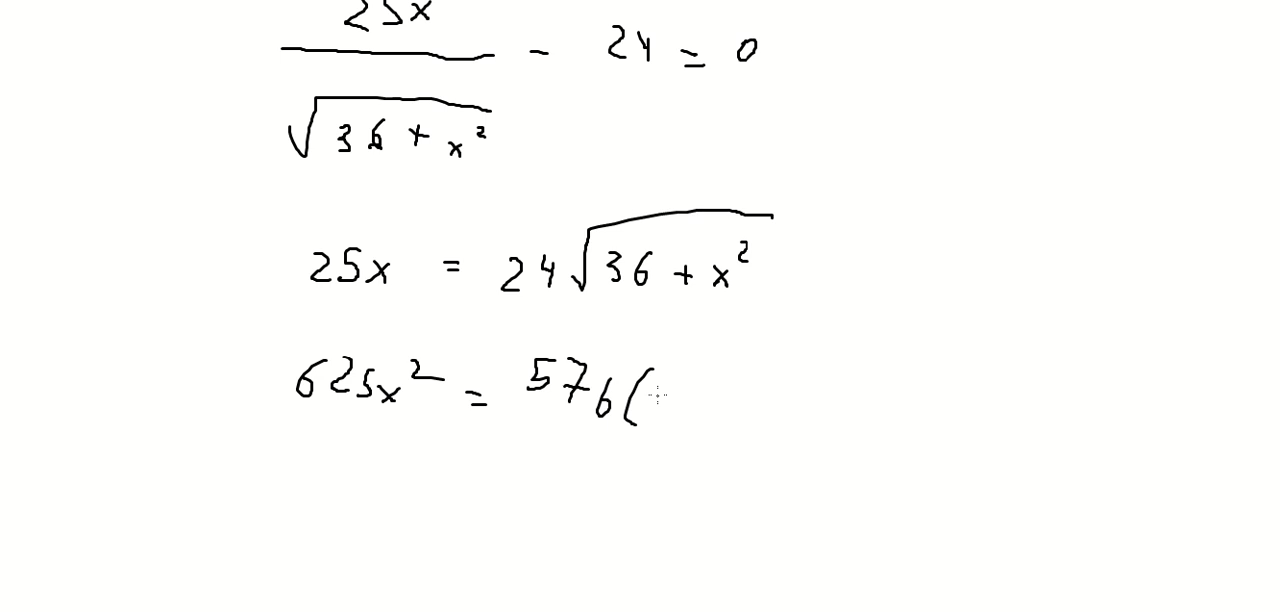 25x
――― - 24 = 0
√36 + x²
25x = 24√36 + x²
625x² = 576(